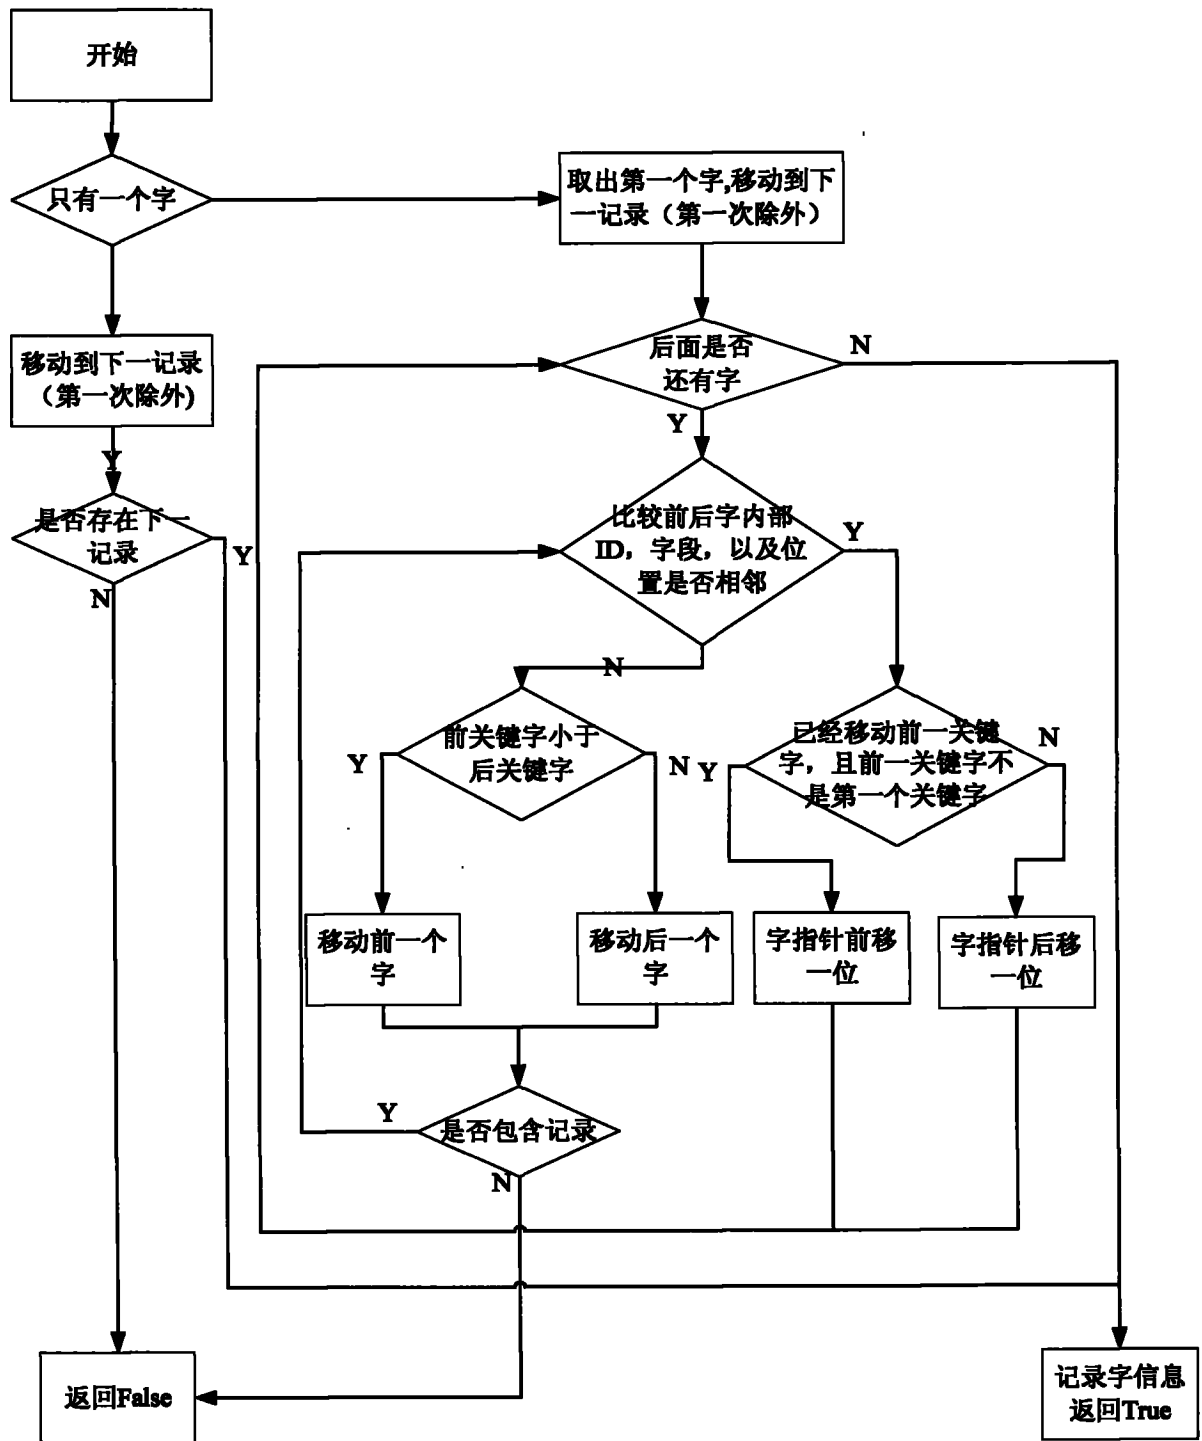 开始
只有一个字
取出第一个字,移动到下
一记录（第一次除外）
移动到下一记录
（第一次除外)
后面是否
还有字
N
Y
Y
是否存在下一
记录
Y
N
比较前后字内部
ID，字段，以及位
置是否相邻
Y
N
前关键字小于
后关键字
Y
N
已经移动前一关键
字，且前一关键字不
是第一个关键字
Y
N
移动前一个
字
移动后一个
字
字指针前移
一位
字指针后移
一位
是否包含记录
Y
N
返回False
记录字信息
返回True